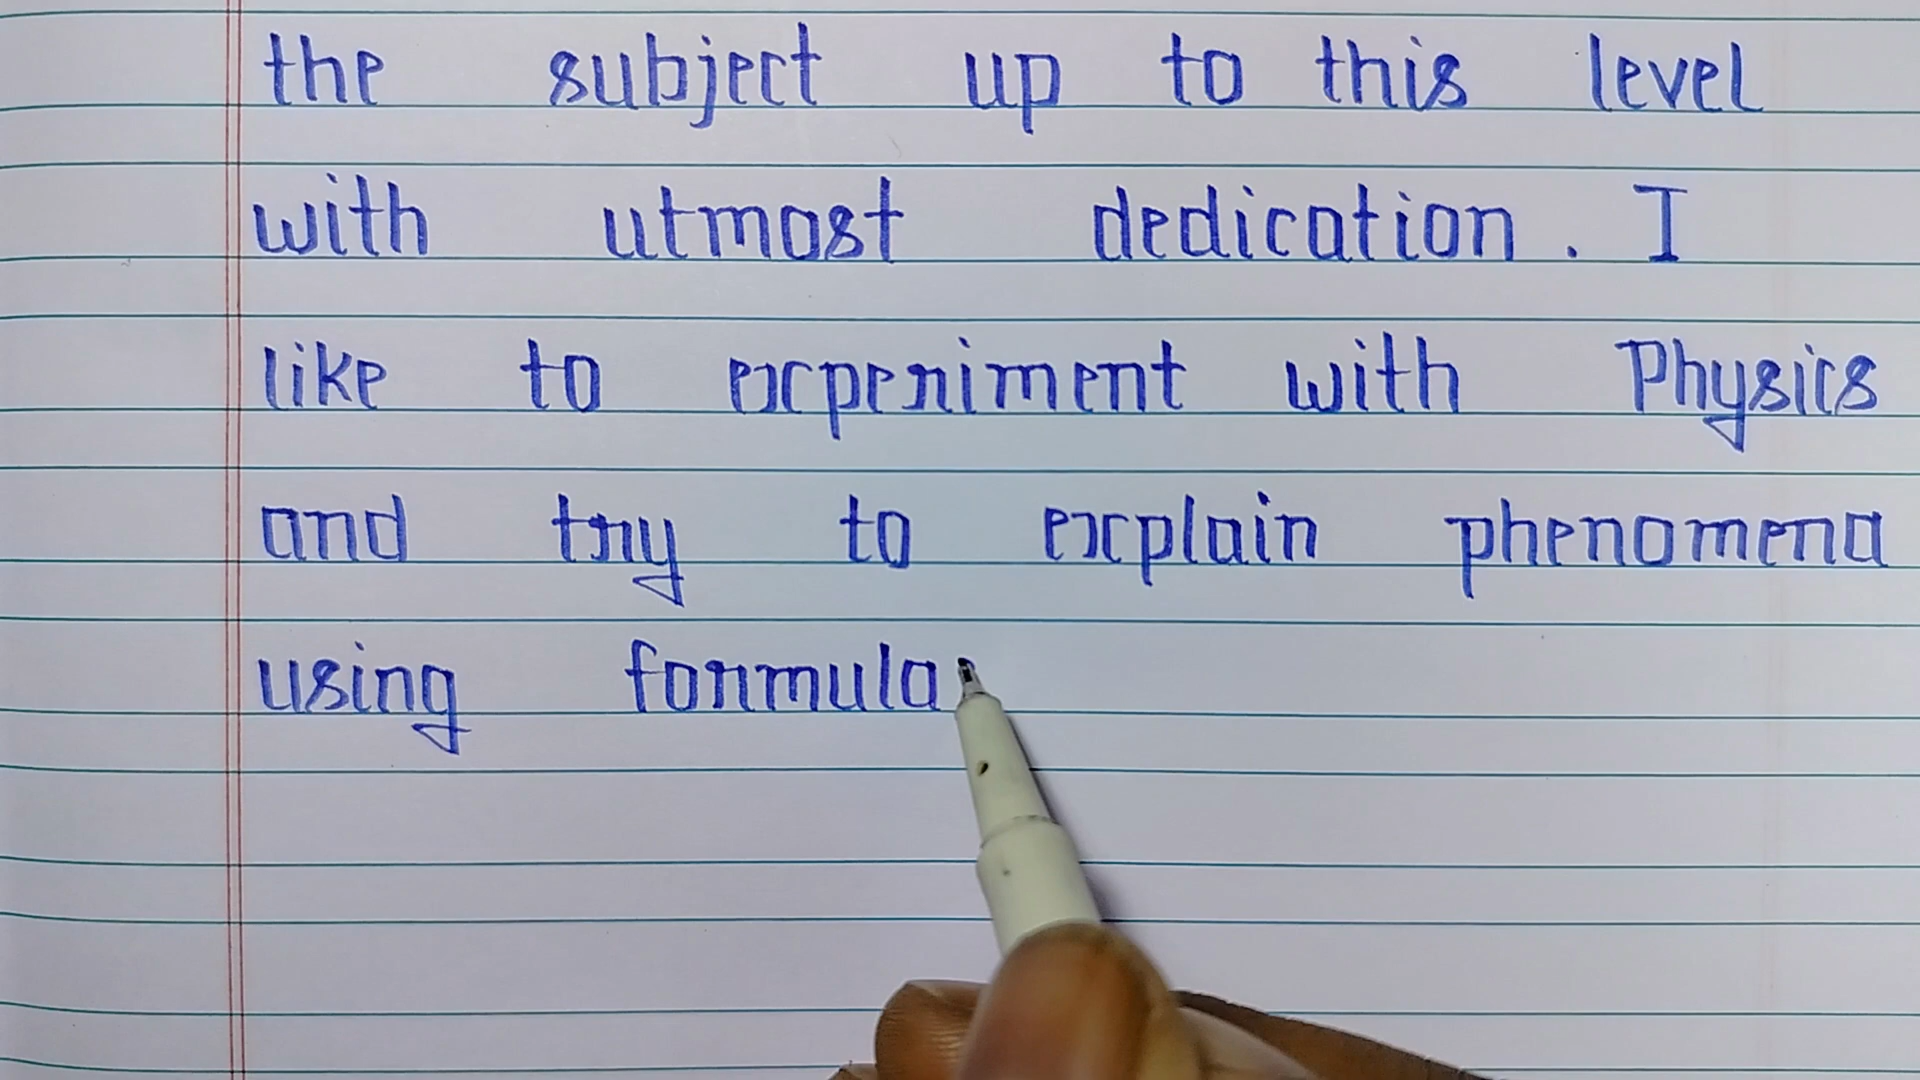 the subject up to this level
with utmost dedication. I
like to experiment with Physics
and try to explain phenomena
using formula